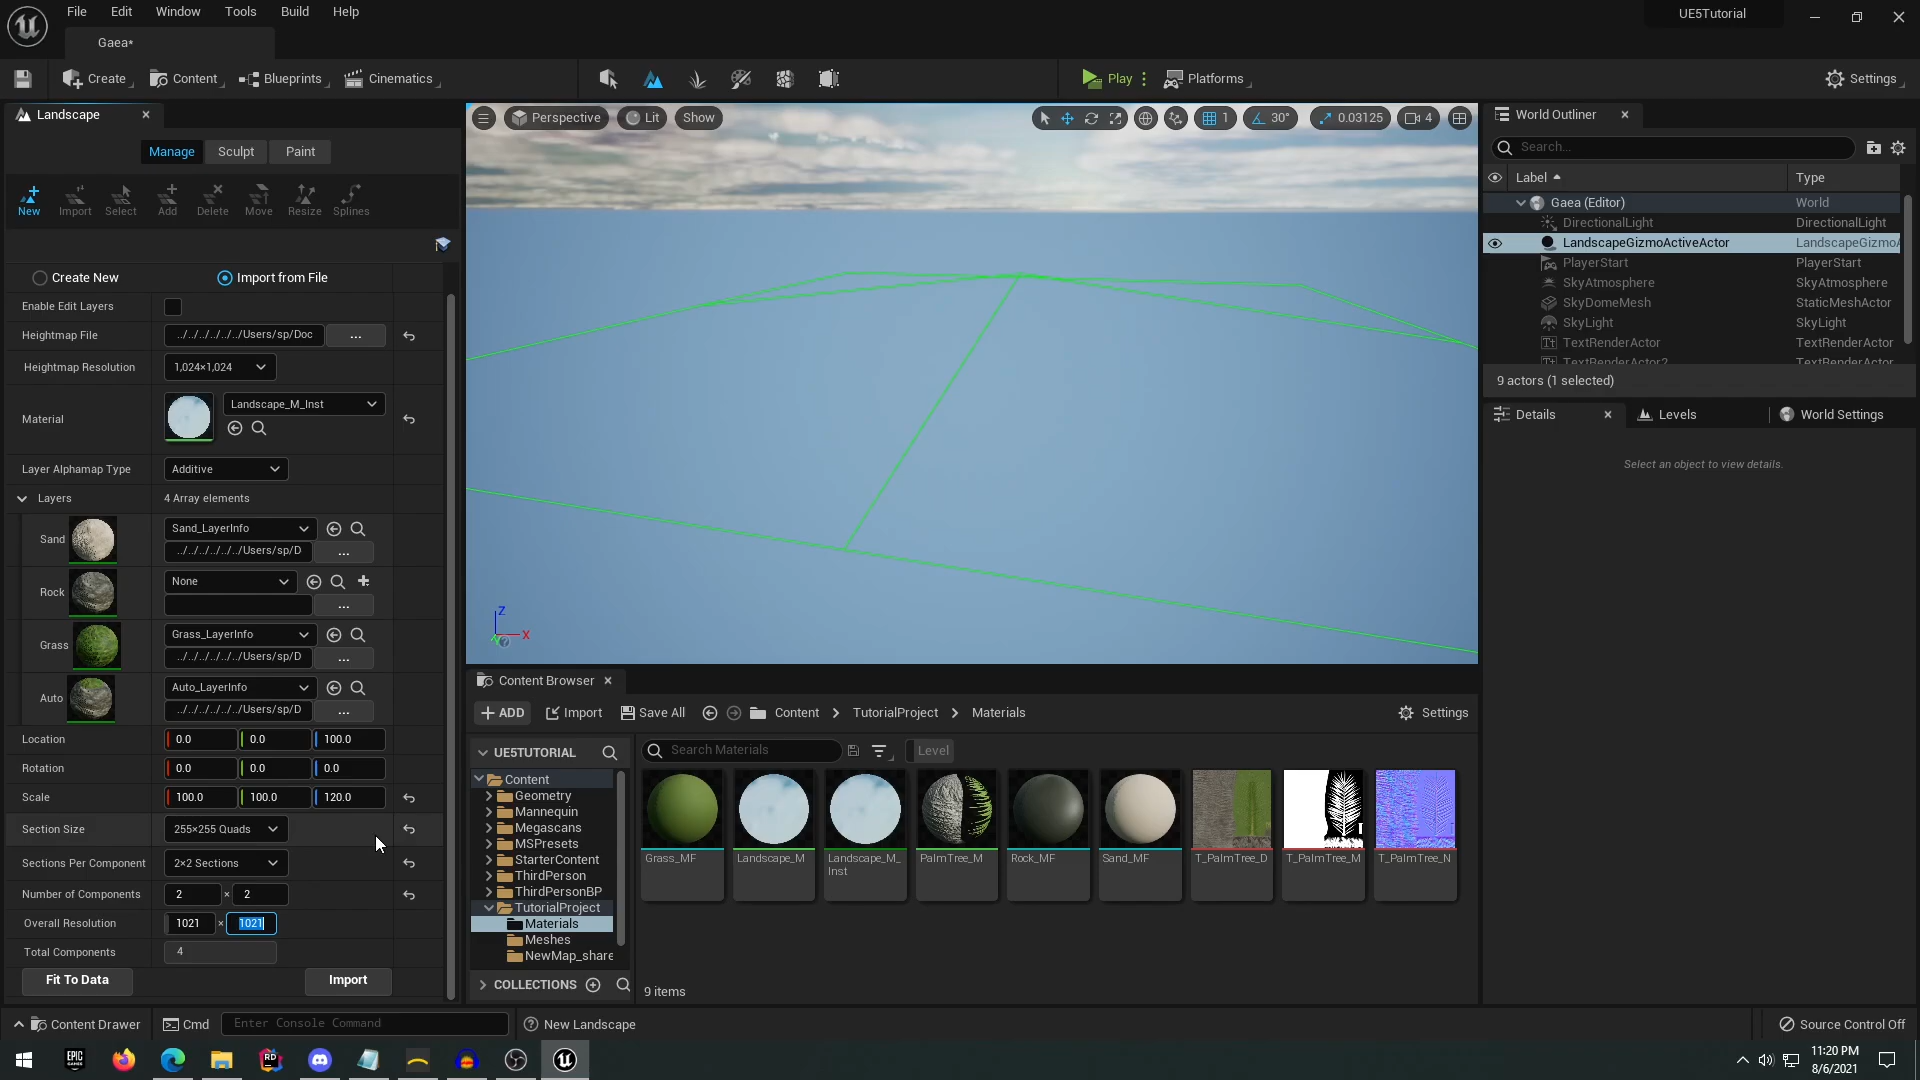 File Edit Window Tools Build Help
UE5Tutorial
Gaea*
Create Content Blueprints Cinematics
Play Platforms Settings
Landscape
Manage Sculpt Paint
New Import Select Add Delete Move Resize Splines
Create New Import from File
Enable Edit Layers
Heightmap File ../../../../../../Users/sp/Doc ...
Heightmap Resolution 1,024×1,024
Material Landscape_M_Inst
Layer Alphamap Type Additive
Layers 4 Array elements
Sand Sand_LayerInfo
../../../../../../Users/sp/D ...
Rock None
...
Grass Grass_LayerInfo
../../../../../../Users/sp/D ...
Auto Auto_LayerInfo
../../../../../../Users/sp/D ...
Location 0.0 0.0 100.0
Rotation 0.0 0.0 0.0
Scale 100.0 100.0 120.0
Section Size 255×255 Quads
Sections Per Component 2×2 Sections
Number of Components 2 × 2
Overall Resolution 1021 × 1021
Total Components 4
Fit To Data Import
Perspective Lit Show
1 30° 0.03125 4
Z
X
World Outliner
Search...
Label Type
Gaea (Editor) World
DirectionalLight DirectionalLight
LandscapeGizmoActiveActor LandscapeGizmoA
PlayerStart PlayerStart
SkyAtmosphere SkyAtmosphere
SkyDomeMesh StaticMeshActor
SkyLight SkyLight
TextRenderActor TextRenderActor
TextRenderActor2 TextRenderActor
9 actors (1 selected)
Details Levels World Settings
Select an object to view details.
Content Browser
ADD Import Save All Content TutorialProject Materials Settings
UE5TUTORIAL
Search Materials Level
Content
Geometry
Mannequin
Megascans
MSPresets
StarterContent
ThirdPerson
ThirdPersonBP
TutorialProject
Materials
Meshes
NewMap_share
COLLECTIONS
Grass_MF Landscape_M Landscape_M_ PalmTree_M Rock_MF Sand_MF T_PalmTree_D T_PalmTree_M T_PalmTree_N
Inst
9 items
Content Drawer Cmd Enter Console Command New Landscape Source Control Off
EPIC
GAMES
RD
11:20 PM
8/6/2021